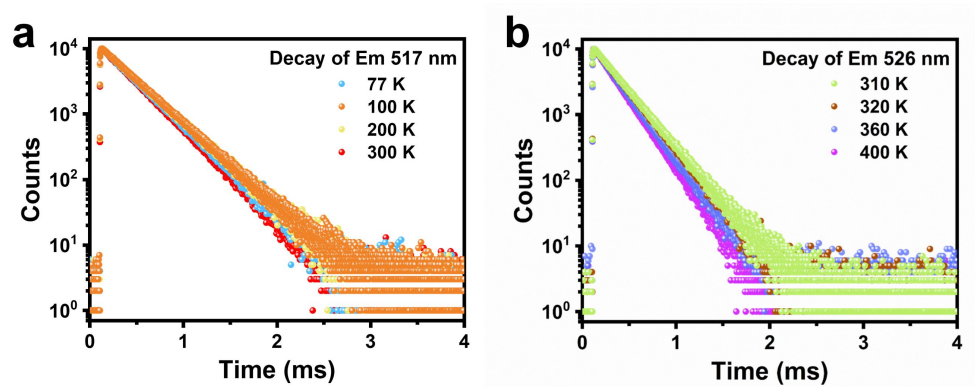 a
Decay of Em 517 nm
77 K
100 K
200 K
300 K
10⁴
10³
10²
10¹
10⁰
Counts
0
1
2
3
4
Time (ms)
b
Decay of Em 526 nm
310 K
320 K
360 K
400 K
10⁴
10³
10²
10¹
10⁰
Counts
0
1
2
3
4
Time (ms)